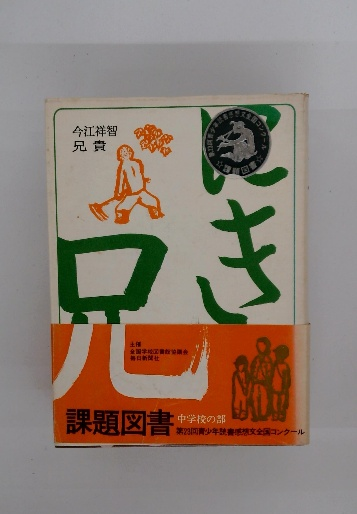 今江祥智
兄貴
にき
兄
主催
全国学校図書館協議会
毎日新聞社
課題図書
中学校の部
第23回青少年読書感想文全国コンクール